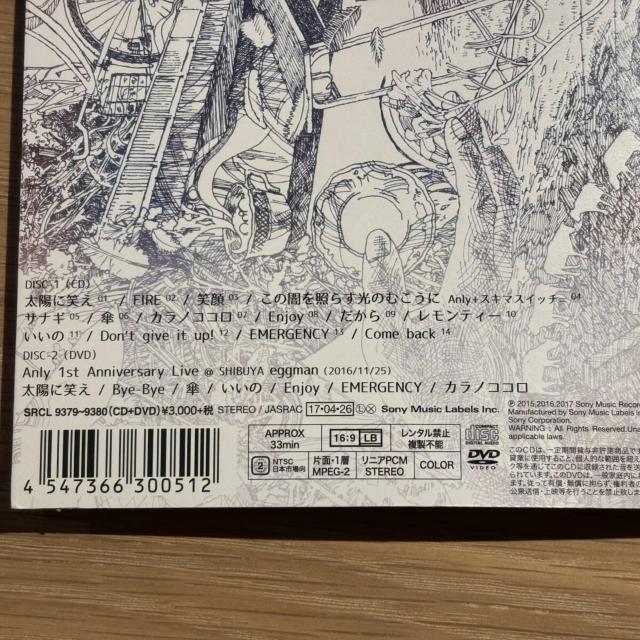 DISC-1 (CD)
太陽に笑え 01 / FIRE 02 / 笑顔 03 / この闇を照らす光のむこうに Anly+スキマスイッチ= 04
サナギ 05 / 傘 06 / カラノココロ 07 / Enjoy 08 / だから 09 / レモンティー 10
いいの 11 / Don't give it up! 12 / EMERGENCY 13 / Come back 14
DISC-2 (DVD)
Anly 1st Anniversary Live @ SHIBUYA eggman (2016/11/25)
太陽に笑え / Bye-Bye / 傘 / いいの / Enjoy / EMERGENCY / カラノココロ
SRCL 9379~9380(CD+DVD) ¥3,000+税 STEREO / JASRAC 17・04・26 Ⓛ Ⓧ Sony Music Labels Inc.
4 547366 300512
APPROX 33min 16:9 LB レンタル禁止 複製不能
2 NTSC 日本市場向 片面・1層 MPEG-2 リニアPCM STEREO COLOR
COMPACT disc DIGITAL AUDIO
DVD VIDEO
Ⓟ 2015,2016,2017 Sony Music
Manufactured by Sony Music Labels
Sony Corporation.
WARNING : All Rights Reserved.
applicable laws.